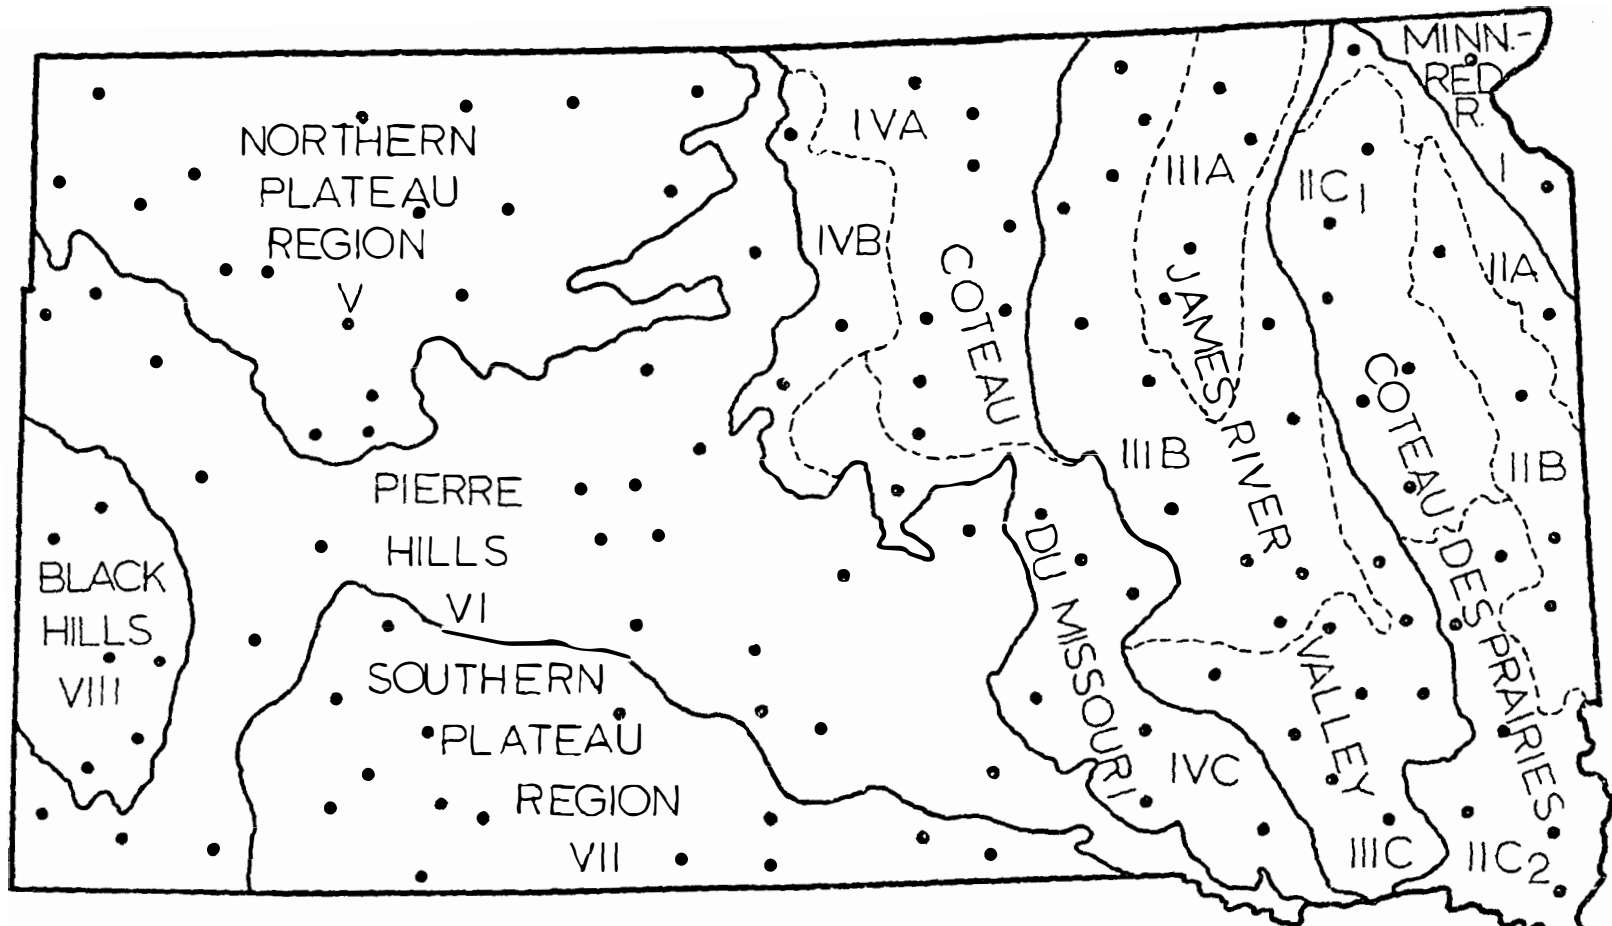 MINN.-
RED
R.
I
NORTHERN
PLATEAU
REGION
V
IVA
IVB
COTEAU
DU MISSOURI
IVC
IIIA
JAMES RIVER VALLEY
IIIB
IIIC
IIC1
IIA
COTEAU DES PRAIRIES
IIB
IIC2
PIERRE
HILLS
VI
BLACK
HILLS
VIII
SOUTHERN
PLATEAU
REGION
VII